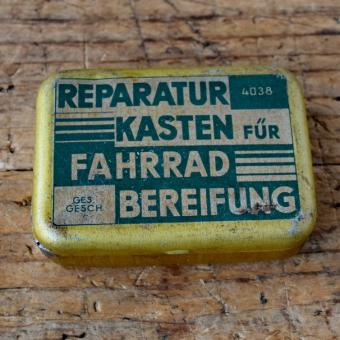 REPARATUR 4038
KASTEN FÜR
FAHRRAD
GES. GESCH BEREIFUNG